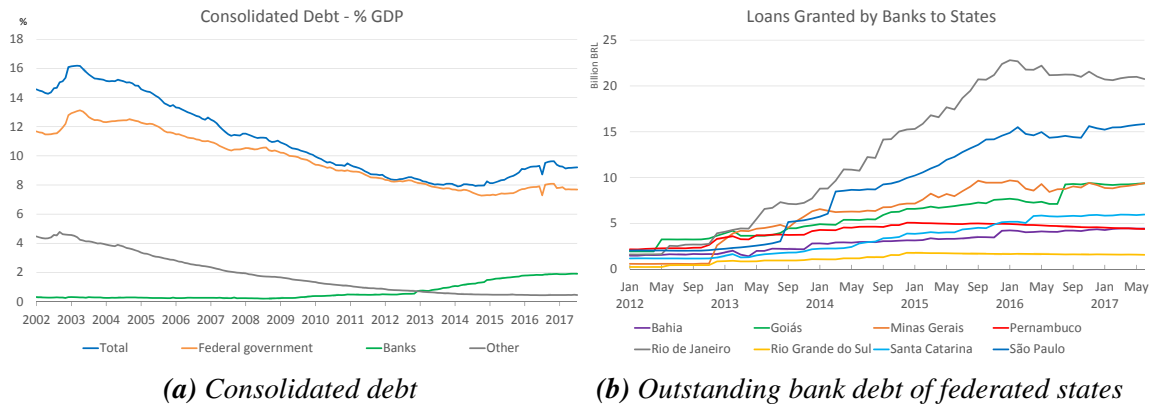 Consolidated Debt - % GDP
%
18
16
14
12
10
8
6
4
2
0
2002 2003 2004 2005 2006 2007 2008 2009 2010 2011 2012 2013 2014 2015 2016 2017
Total Federal government Banks Other
(a) Consolidated debt
Loans Granted by Banks to States
Billion BRL
25
20
15
10
5
0
Jan May Sep Jan May Sep Jan May Sep Jan May Sep Jan May Sep Jan May
2012 2013 2014 2015 2016 2017
Bahia Goiás Minas Gerais Pernambuco
Rio de Janeiro Rio Grande do Sul Santa Catarina São Paulo
(b) Outstanding bank debt of federated states